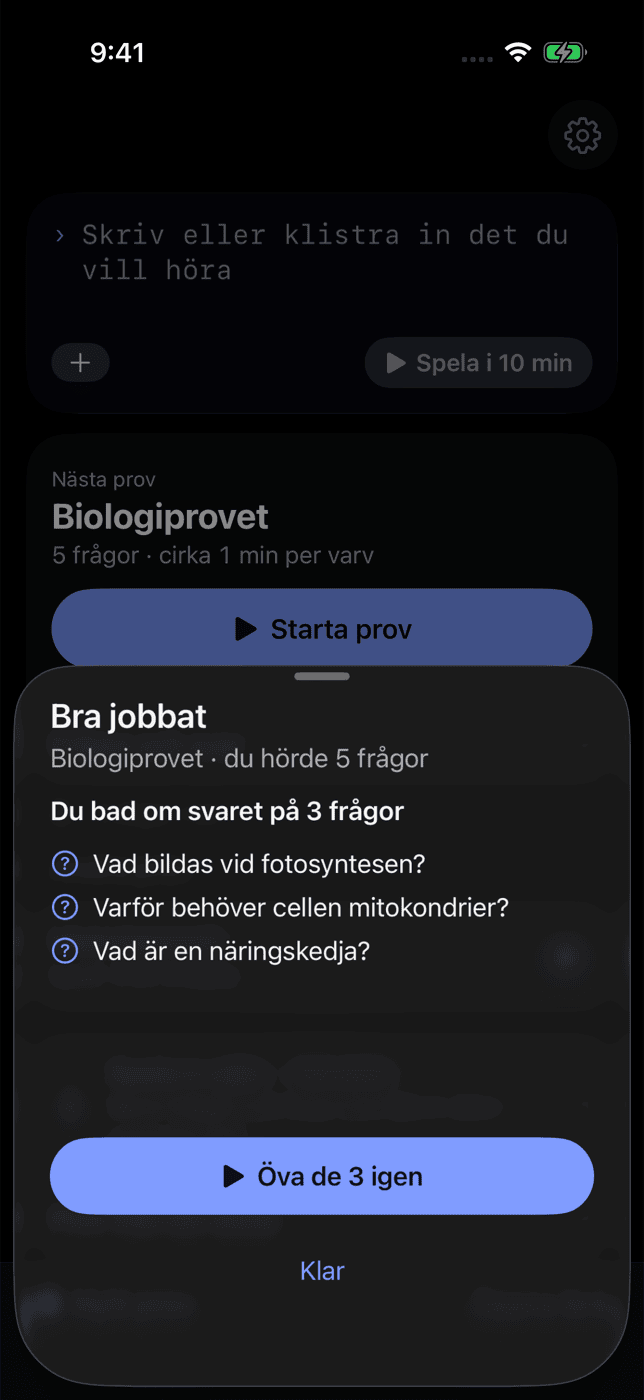 9:41
› Skriv eller klistra in det du
vill höra
Spela i 10 min
Nästa prov
Biologiprovet
5 frågor · cirka 1 min per varv
Starta prov
Bra jobbat
Biologiprovet · du hörde 5 frågor
Du bad om svaret på 3 frågor
Vad bildas vid fotosyntesen?
Varför behöver cellen mitokondrier?
Vad är en näringskedja?
Öva de 3 igen
Klar